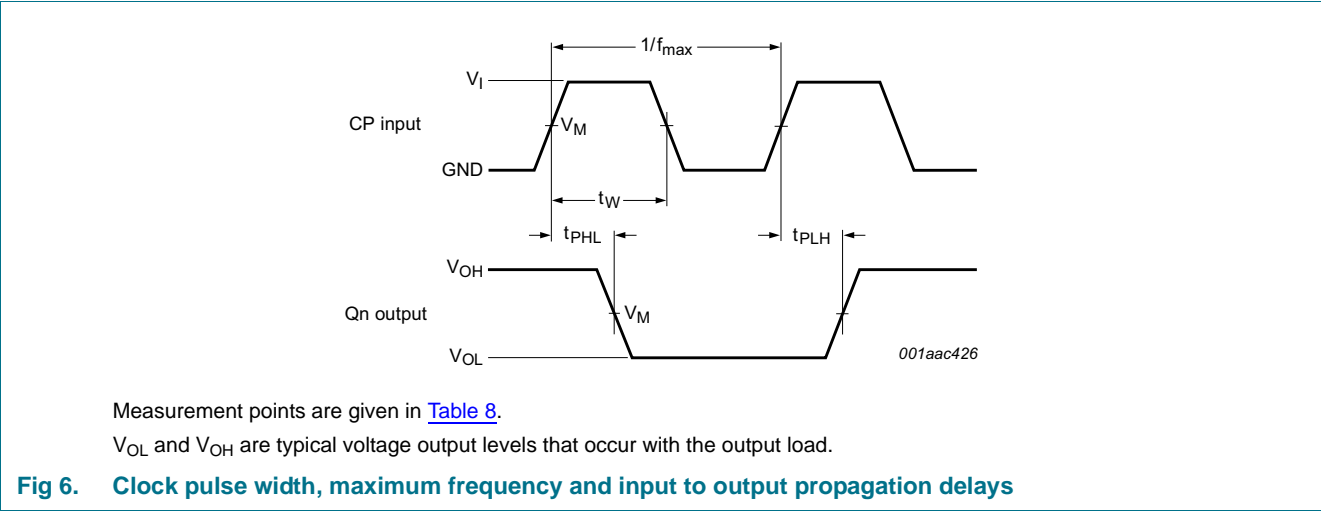 1/fmax
VI
CP input
VM
GND
tW
tPHL
tPLH
VOH
Qn output
VM
VOL
001aac426
Measurement points are given in Table 8.
VOL and VOH are typical voltage output levels that occur with the output load.
Fig 6. Clock pulse width, maximum frequency and input to output propagation delays